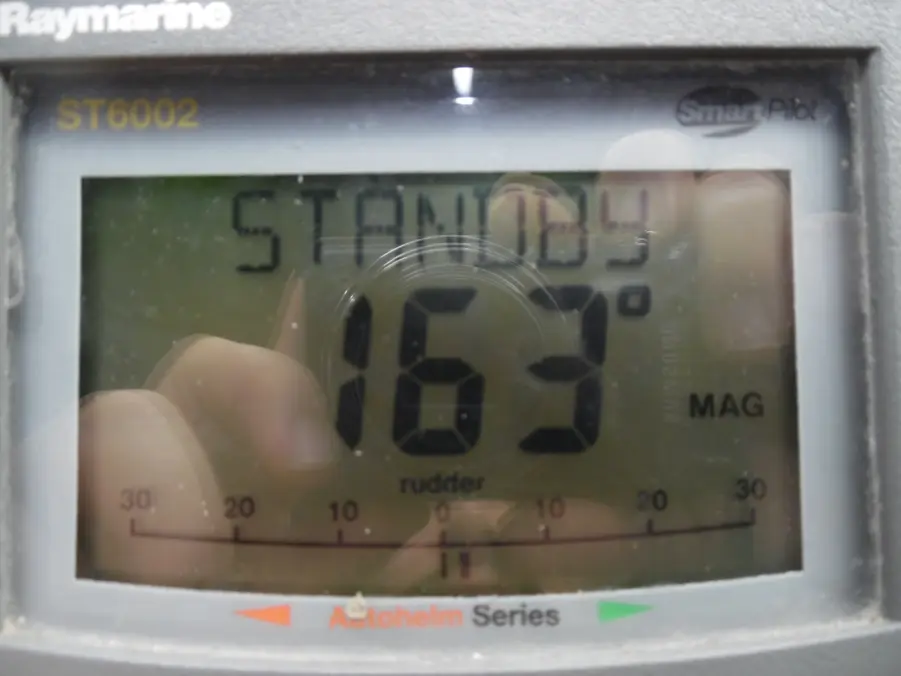 Raymarine
ST6002 SmartPilot
STANDBY
163°
MAG
rudder
30 20 10 0 10 20 30
Autohelm Series